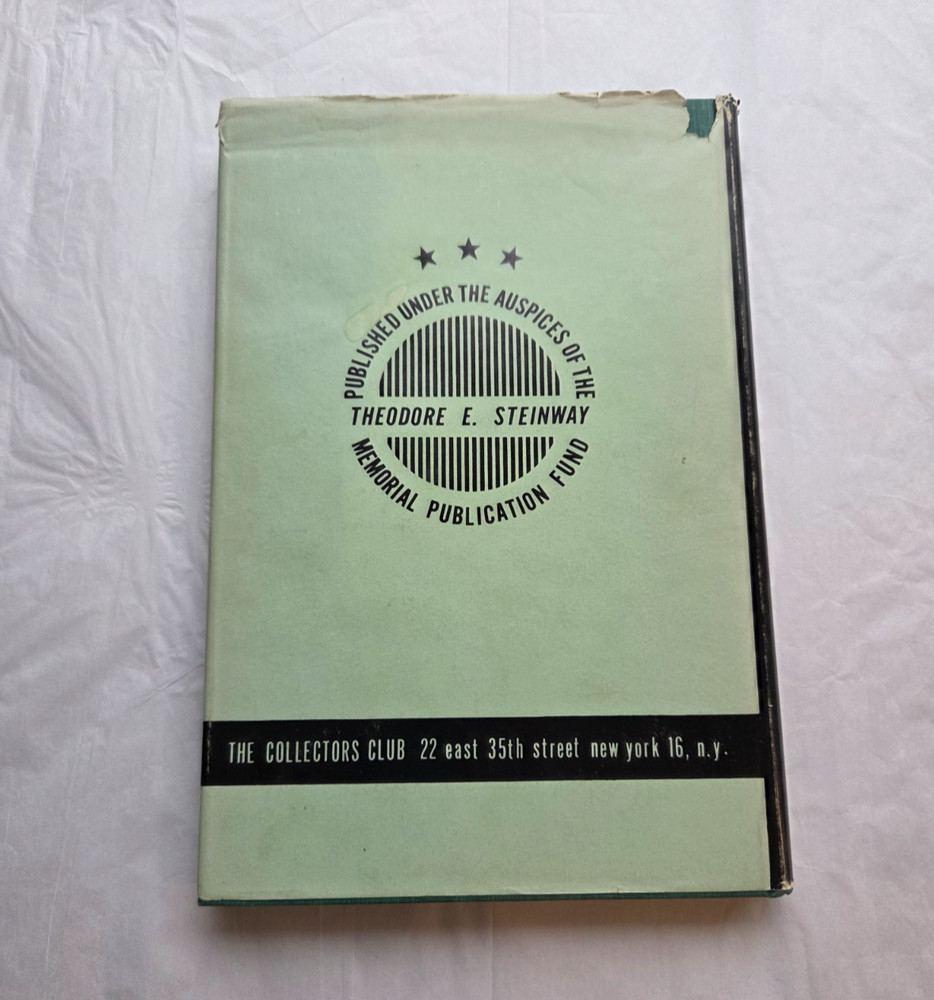 PUBLISHED UNDER THE AUSPICES OF THE
THEODORE E. STEINWAY
MEMORIAL PUBLICATION FUND
THE COLLECTORS CLUB 22 east 35th street new york 16, n.y.